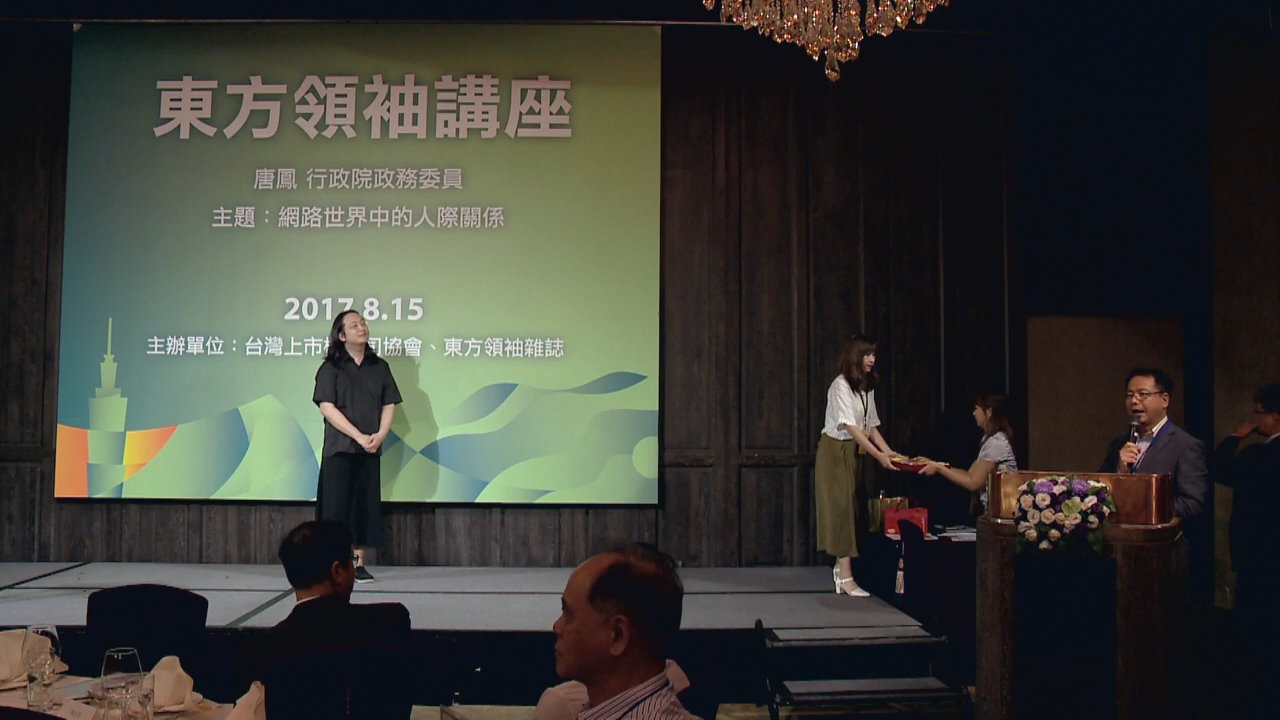 東方領袖講座
唐鳳 行政院政務委員
主題：網路世界中的人際關係
2017.8.15
主辦單位：台灣上市 司協會、東方領袖雜誌